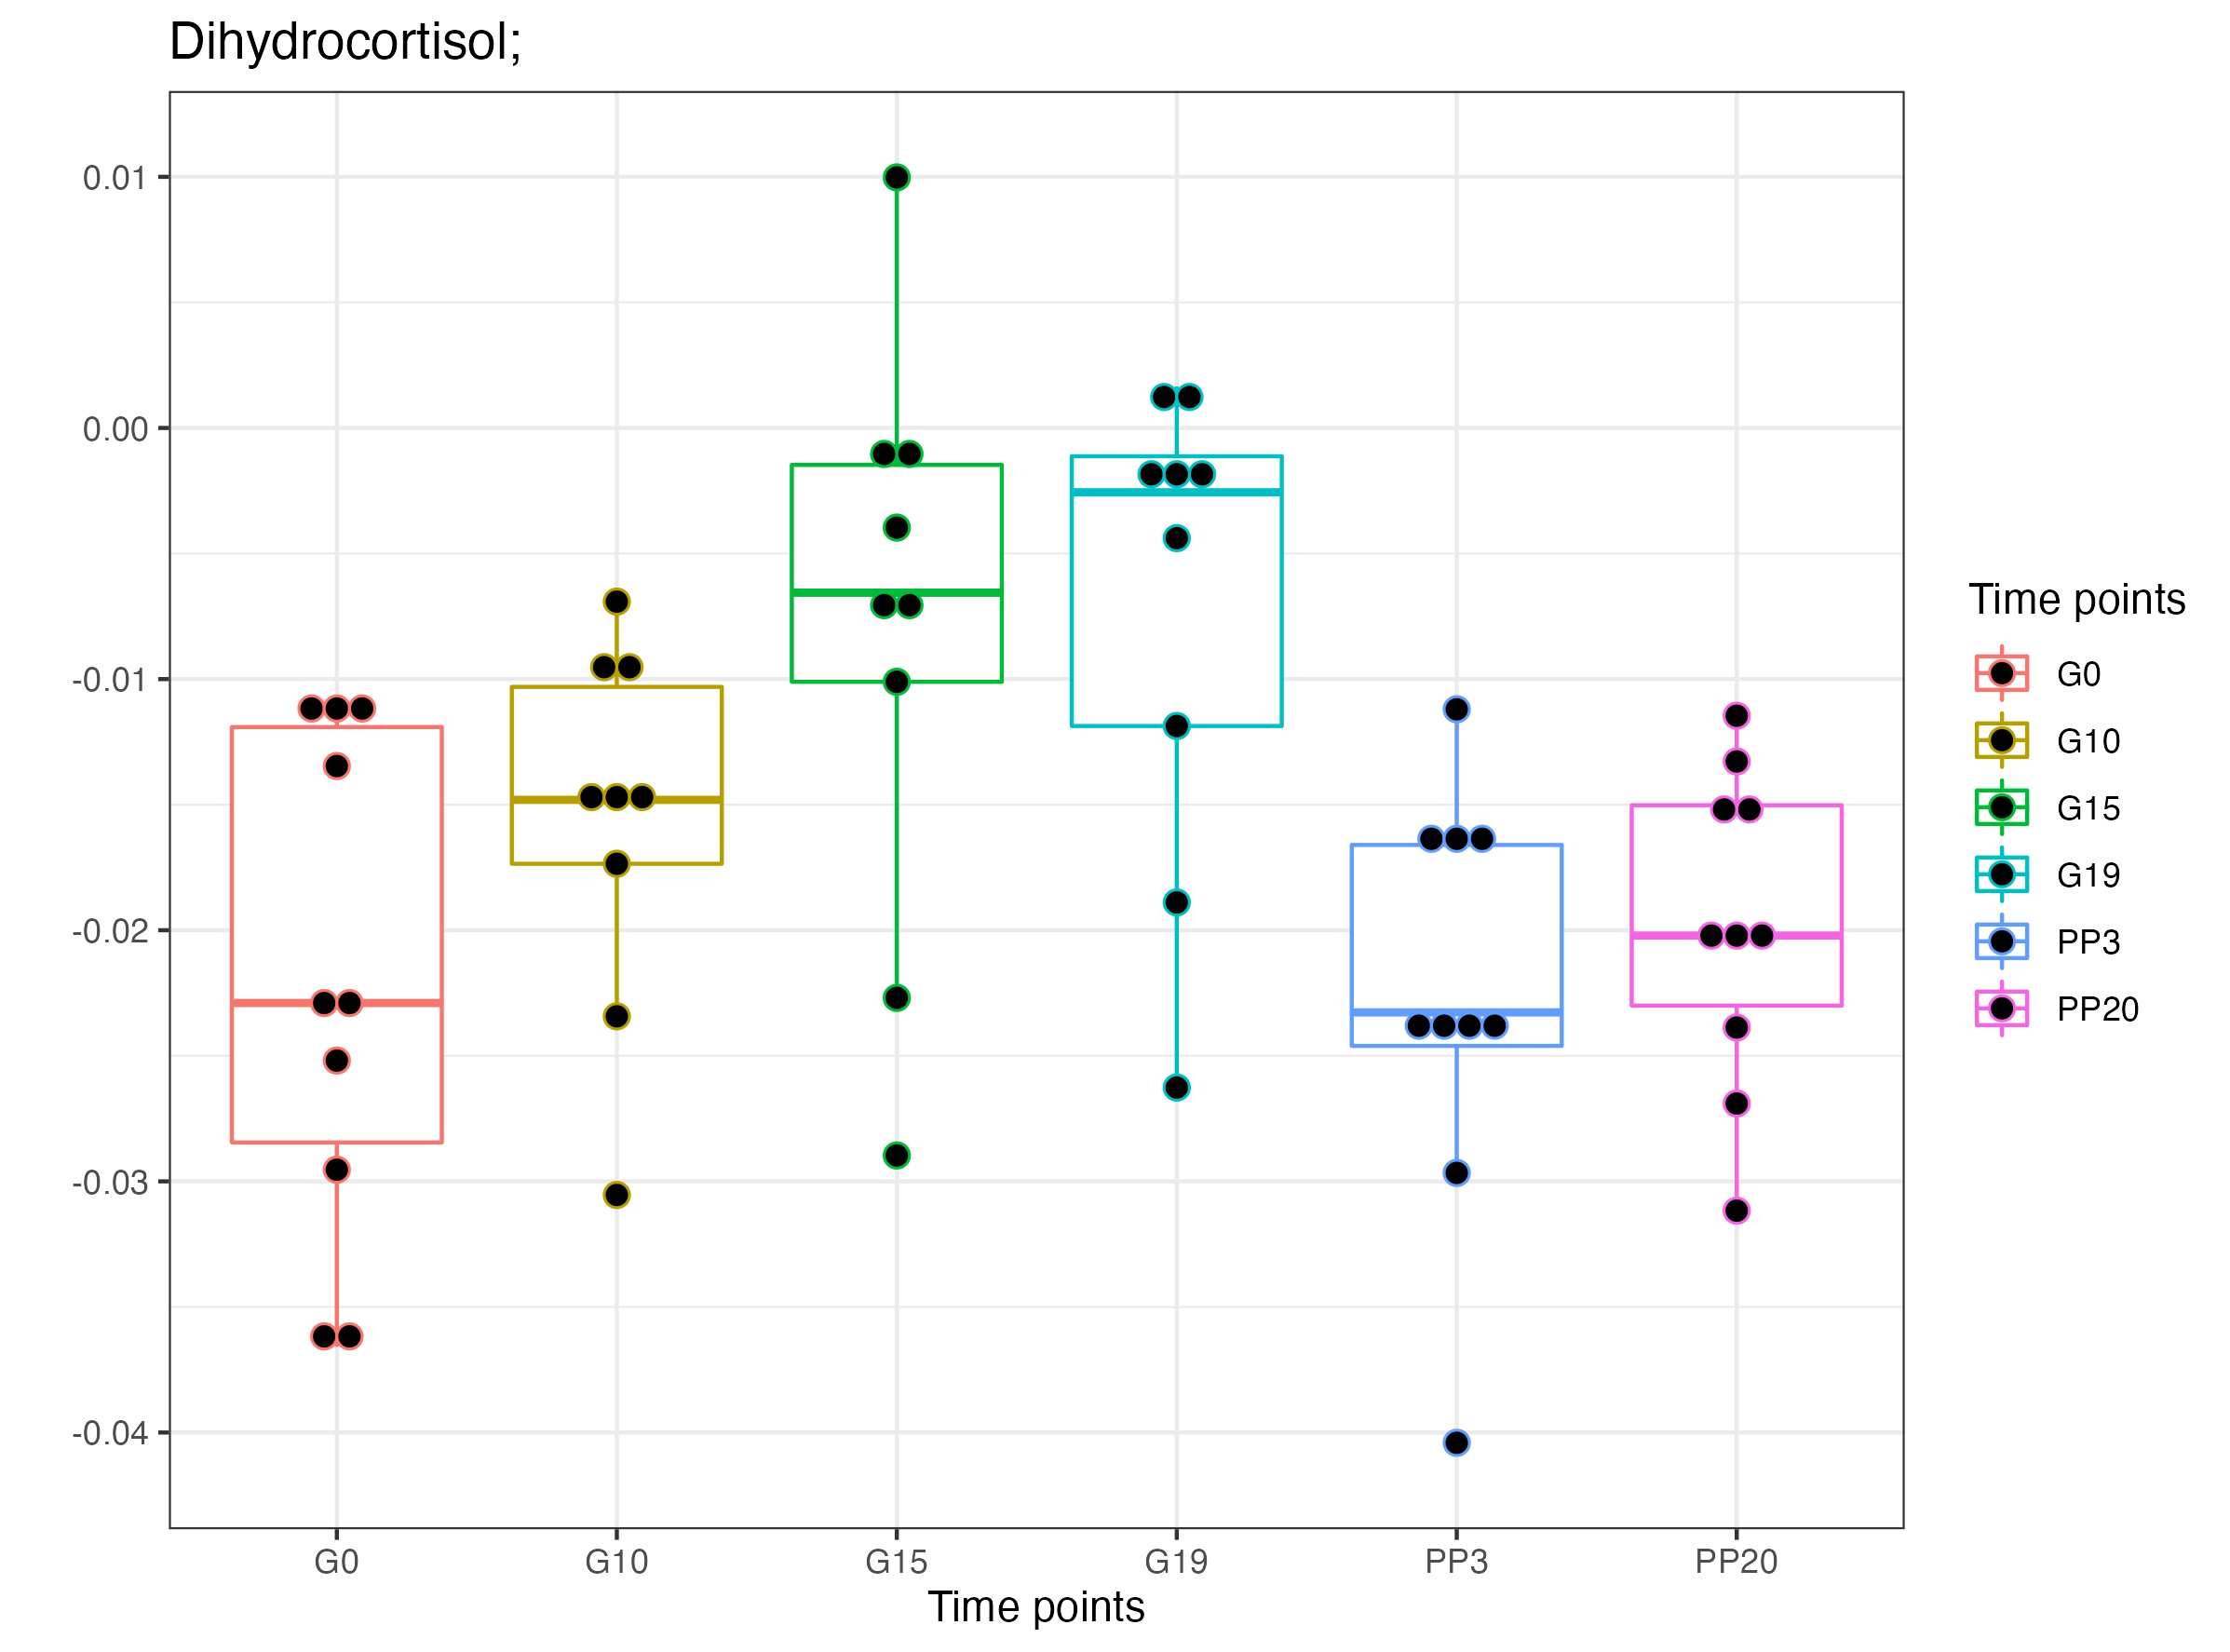 Dihydrocortisol;
0.01
0.00
-0.01
-0.02
-0.03
-0.04
G0 G10 G15 G19 PP3 PP20
Time points
Time points
G0
G10
G15
G19
PP3
PP20